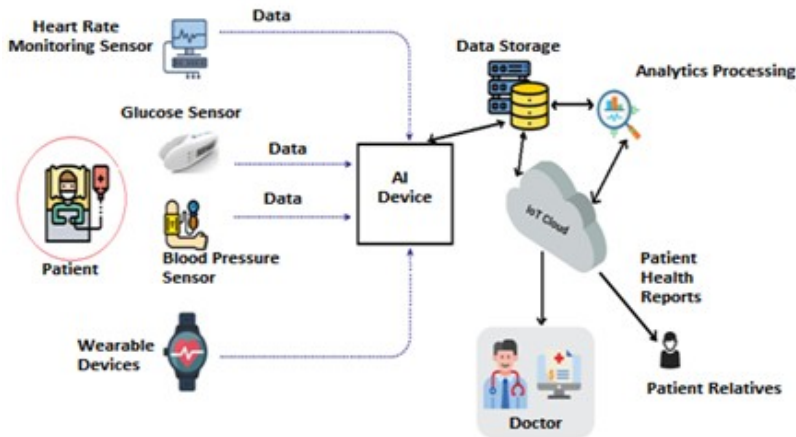 Heart Rate
Monitoring Sensor
Data
Glucose Sensor
Data
Data
Patient
Blood Pressure
Sensor
Wearable
Devices
AI
Device
Data Storage
Analytics Processing
IoT Cloud
Patient
Health
Reports
Doctor
Patient Relatives